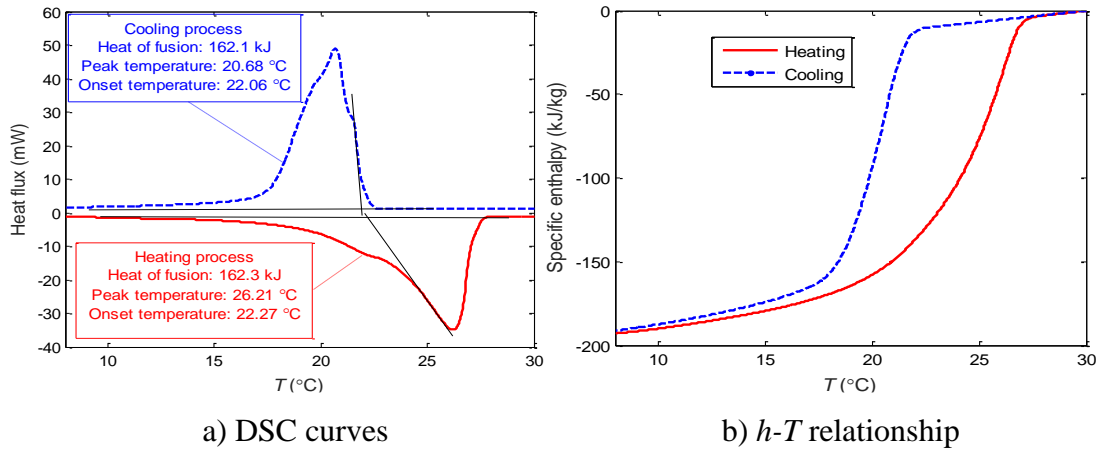 Cooling process
Heat of fusion: 162.1 kJ
Peak temperature: 20.68 °C
Onset temperature: 22.06 °C
Heating process
Heat of fusion: 162.3 kJ
Peak temperature: 26.21 °C
Onset temperature: 22.27 °C
Heat flux (mW)
60
50
40
30
20
10
0
-10
-20
-30
-40
10
15
20
25
30
T (°C)
a) DSC curves
Heating
Cooling
Specific enthalpy (kJ/kg)
0
-50
-100
-150
-200
10
15
20
25
30
T (°C)
b) h-T relationship